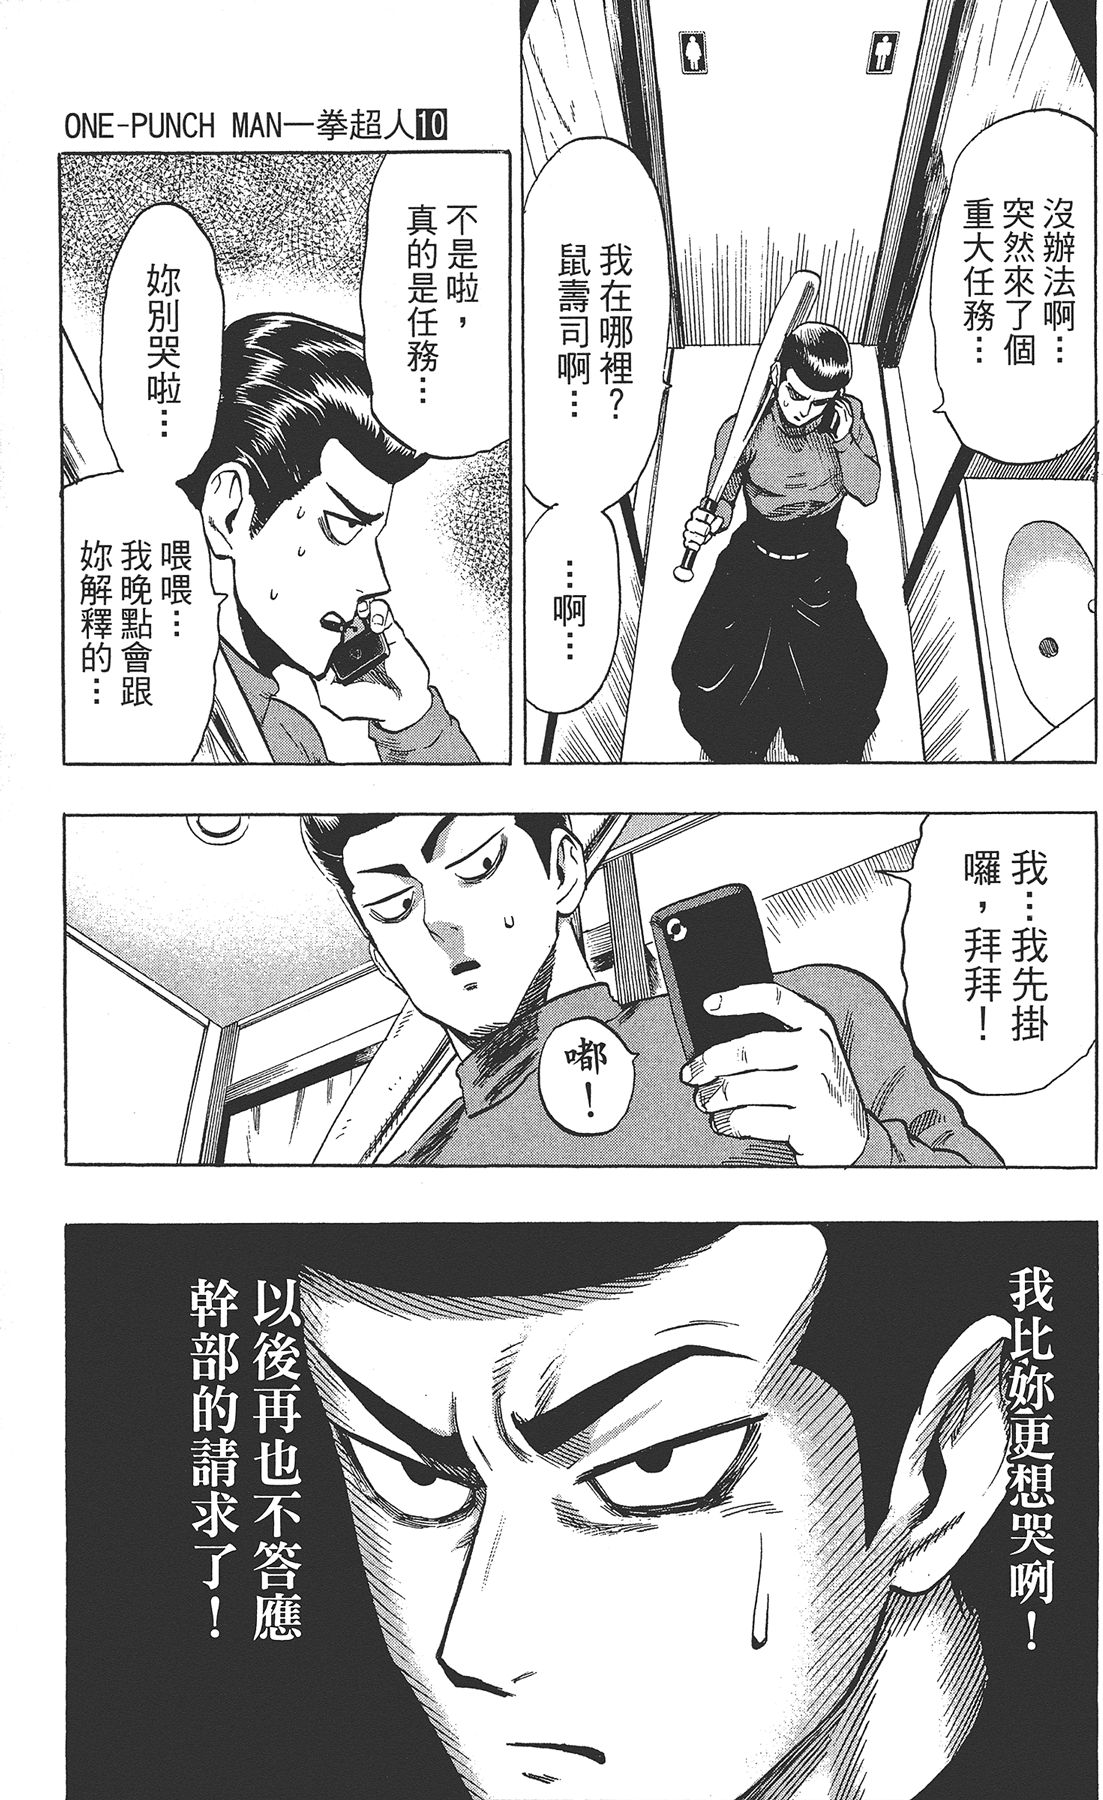 ONE-PUNCH MAN一拳超人10
沒辦法啊…
突然來了個
重大任務…
我在哪裡？
鼠壽司啊…
…啊…
不是啦，
真的是任務…
妳別哭啦…
喂喂…
我晚點會跟
妳解釋的…
我…我先掛
囉，拜拜！
嘟！
我比妳更想哭咧！
以後再也不答應
幹部的請求了！